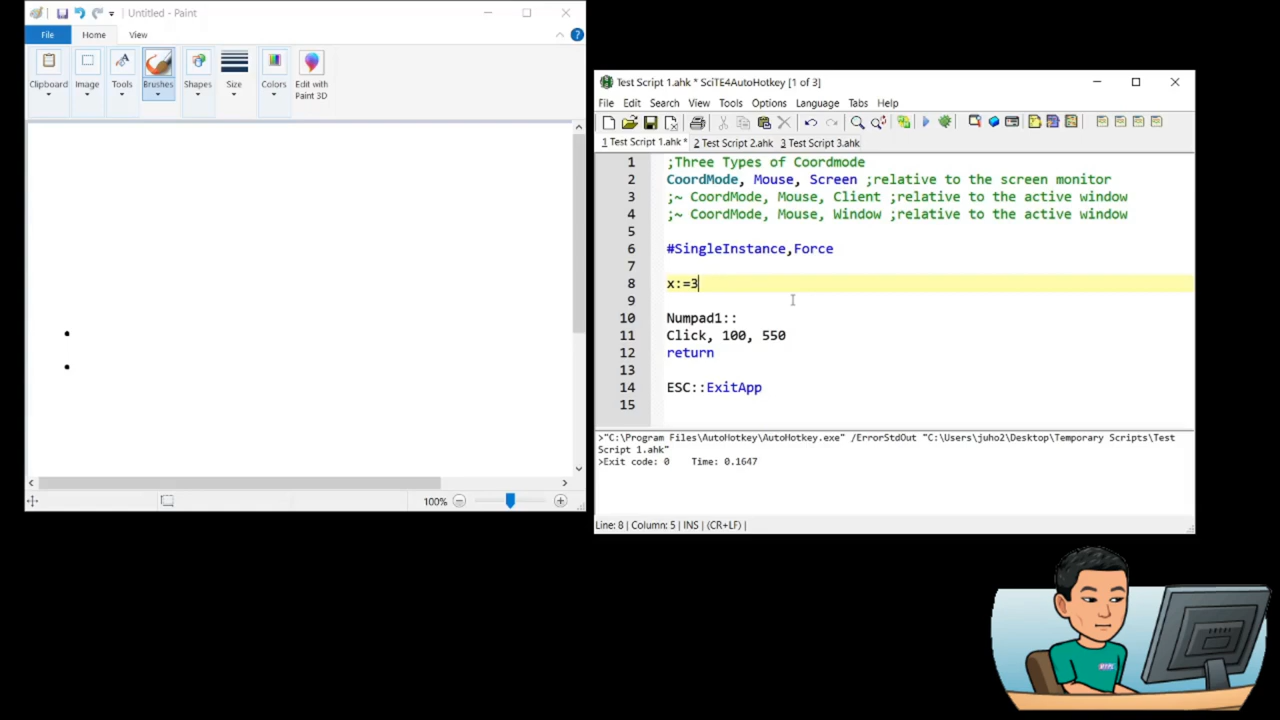 Untitled - Paint
File Home View
Clipboard
Image
Tools
Brushes
Shapes
Size
Colors
Edit with
Paint 3D
100%
Test Script 1.ahk * SciTE4AutoHotkey [1 of 3]
File Edit Search View Tools Options Language Tabs Help
1 Test Script 1.ahk * 2 Test Script 2.ahk 3 Test Script 3.ahk
1 ;Three Types of Coordmode
2 CoordMode, Mouse, Screen ;relative to the screen monitor
3 ;~ CoordMode, Mouse, Client ;relative to the active window
4 ;~ CoordMode, Mouse, Window ;relative to the active window
5
6 #SingleInstance,Force
7
8 x:=3
9
10 Numpad1::
11 Click, 100, 550
12 return
13
14 ESC::ExitApp
15
>"C:\Program Files\AutoHotkey\AutoHotkey.exe" /ErrorStdOut "C:\Users\juho2\Desktop\Temporary Scripts\Test
Script 1.ahk"
>Exit code: 0 Time: 0.1647
Line: 8 | Column: 5 | INS | (CR+LF) |